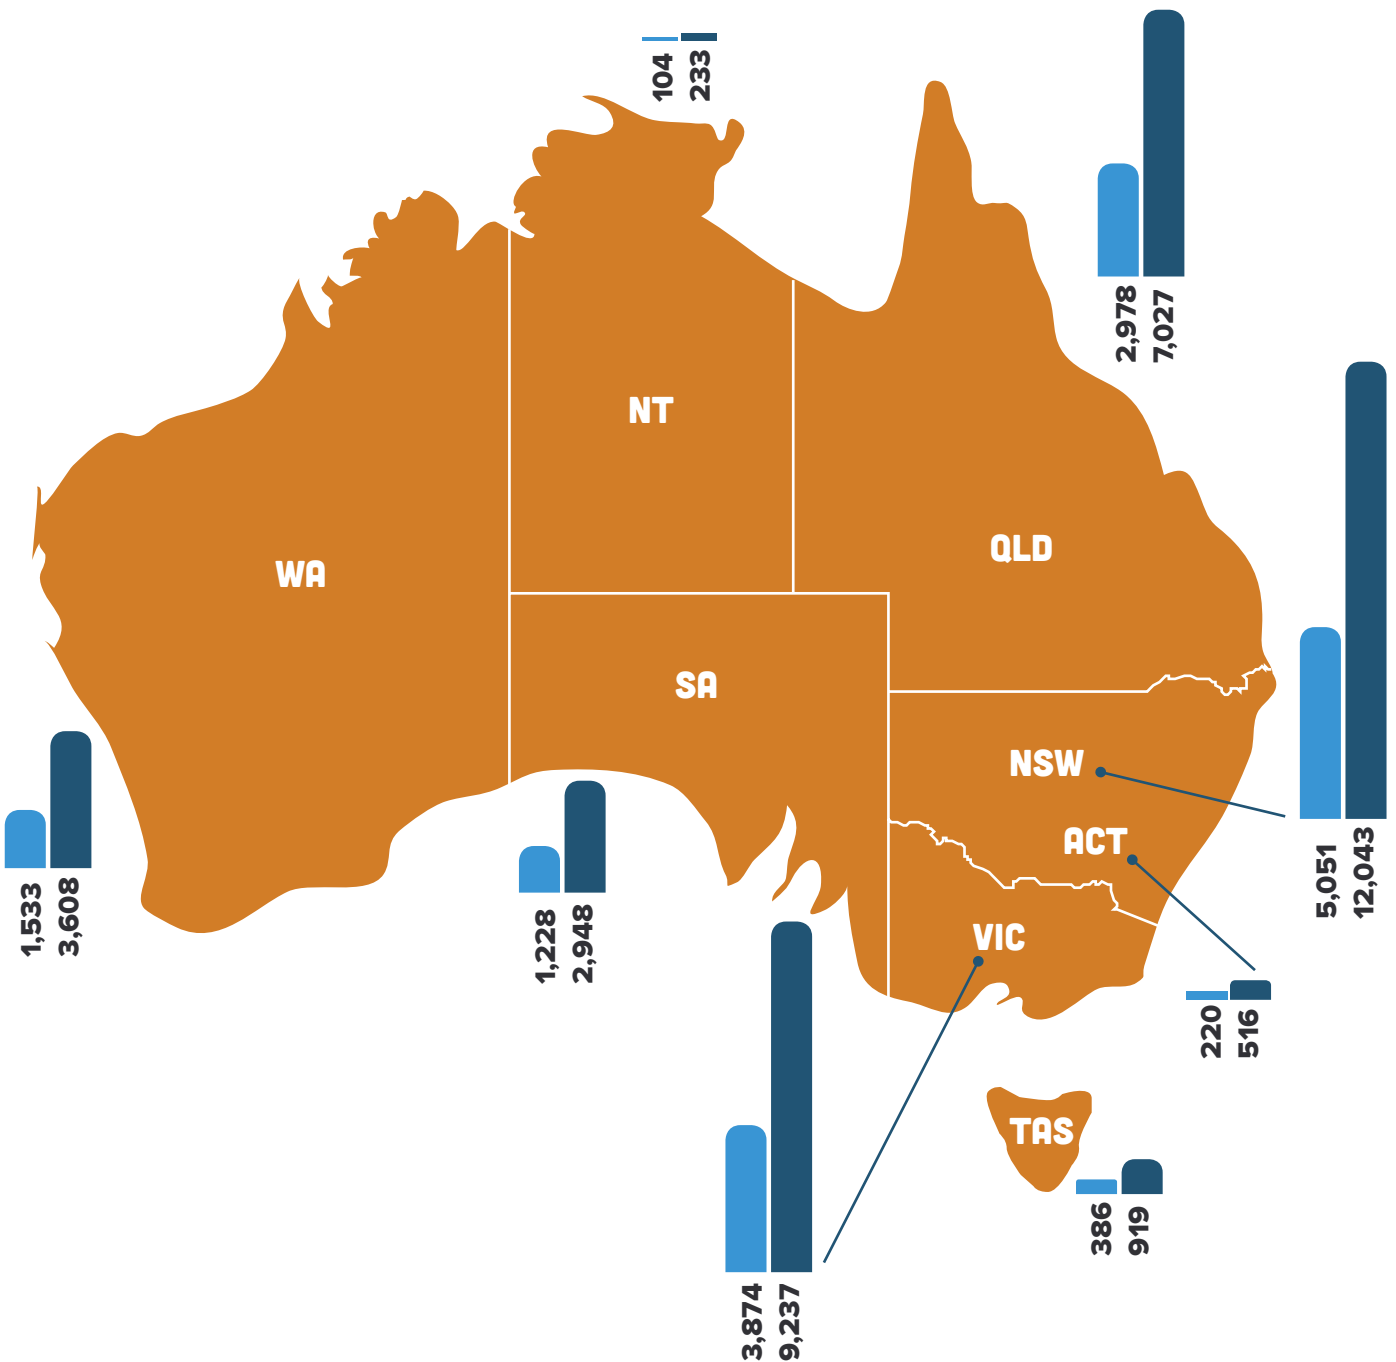 104
233
2,978
7,027
NT
QLD
WA
SA
NSW
ACT
5,051
12,043
1,533
3,608
1,228
2,948
VIC
220
516
TAS
386
919
3,874
9,237